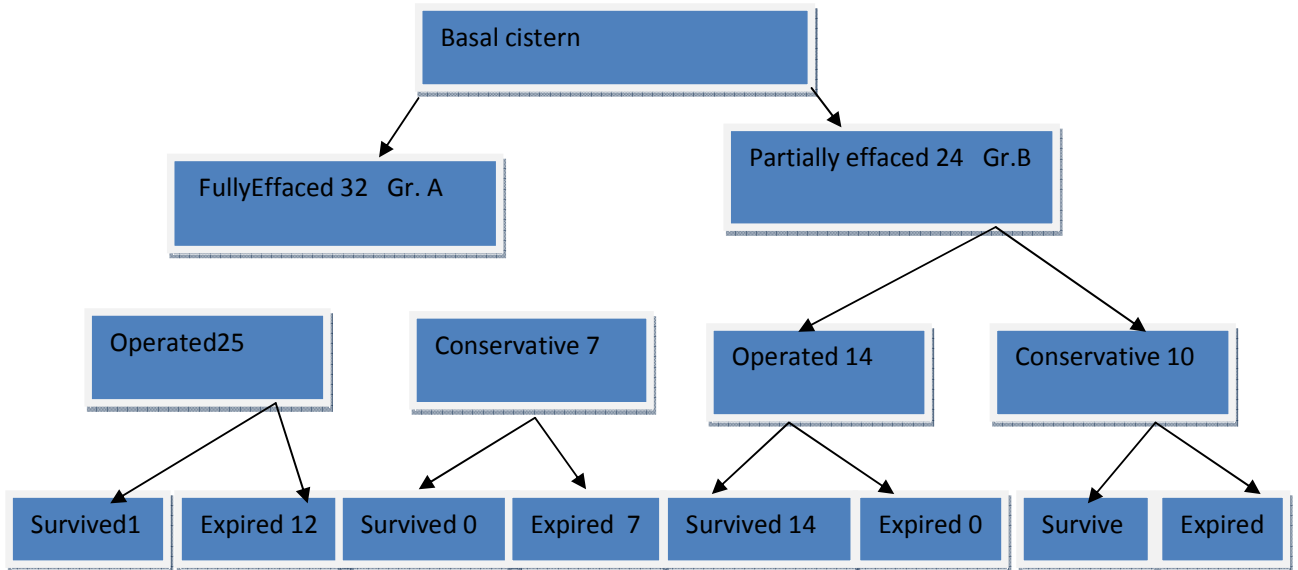 Basal cistern
Partially effaced 24 Gr.B
FullyEffaced 32 Gr. A
Operated25
Conservative 7
Operated 14
Conservative 10
Survived1
Expired 12
Survived 0
Expired 7
Survived 14
Expired 0
Survive
Expired